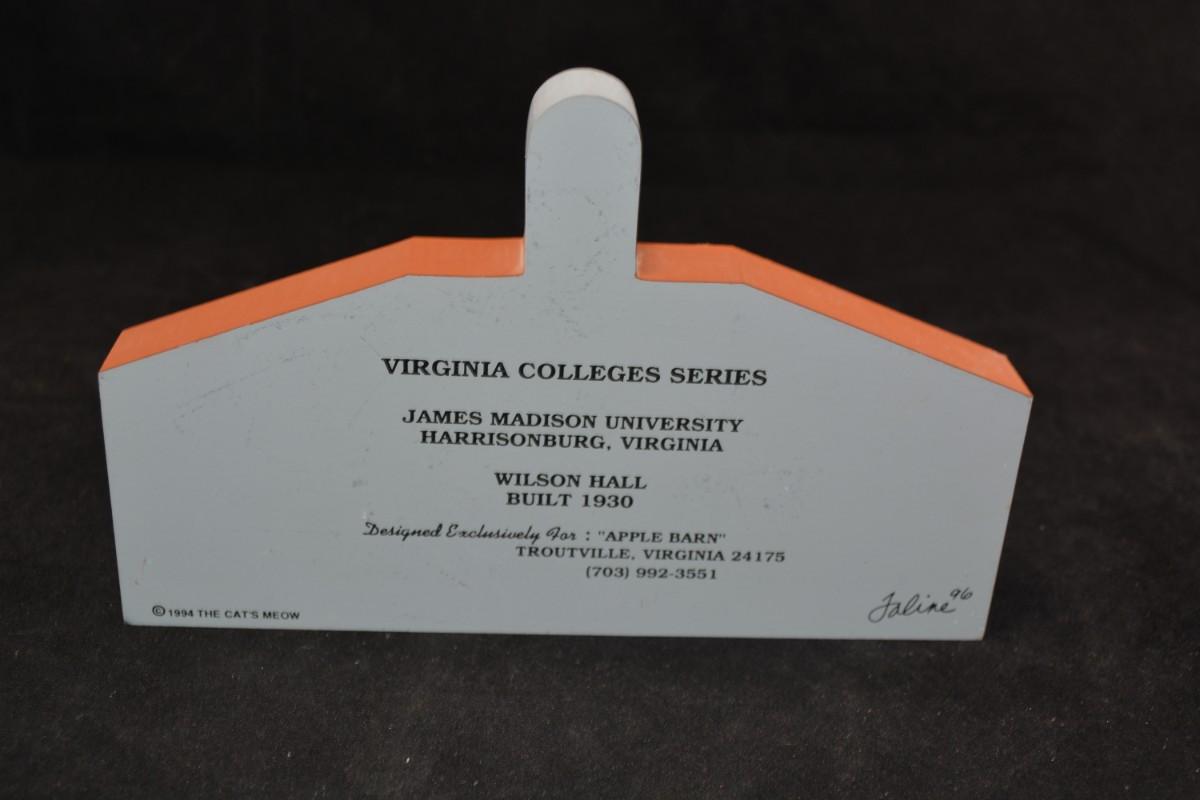 VIRGINIA COLLEGES SERIES
JAMES MADISON UNIVERSITY
HARRISONBURG, VIRGINIA
WILSON HALL
BUILT 1930
Designed Exclusively For : "APPLE BARN"
TROUTVILLE, VIRGINIA 24175
(703) 992-3551
© 1994 THE CAT'S MEOW
Faline 96